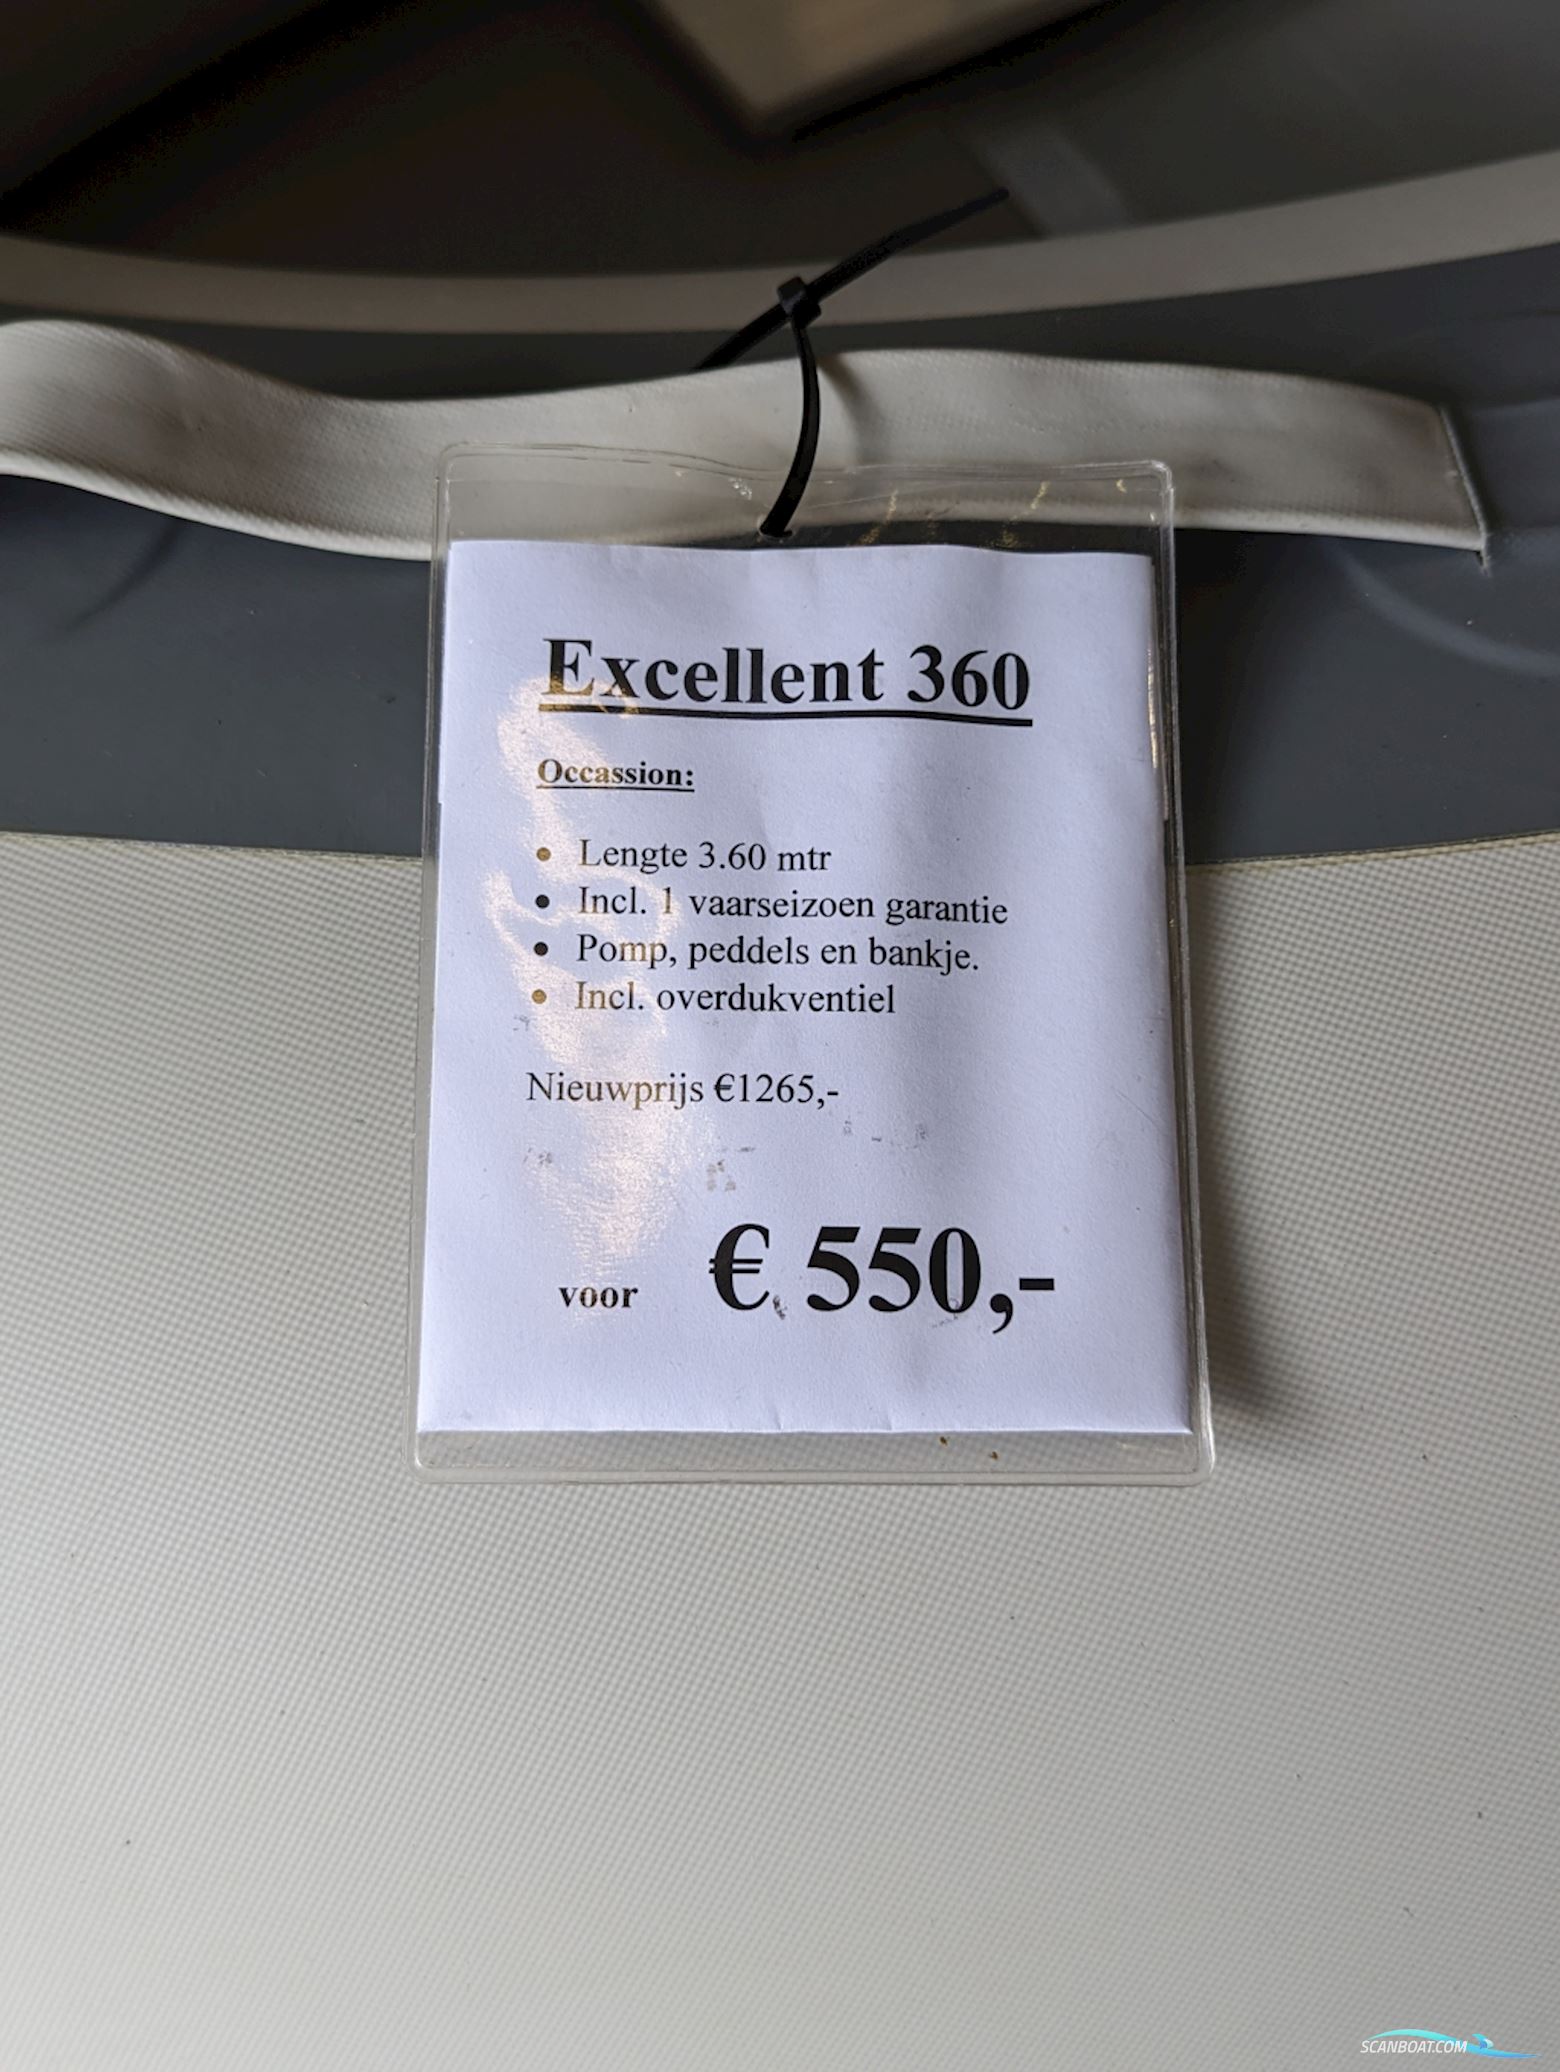 Excellent 360
Occassion:
• Lengte 3.60 mtr
• Incl. 1 vaarseizoen garantie
• Pomp, peddels en bankje.
• Incl. overdukventiel
Nieuwprijs €1265,-
voor € 550,-
SCANBOAT.COM